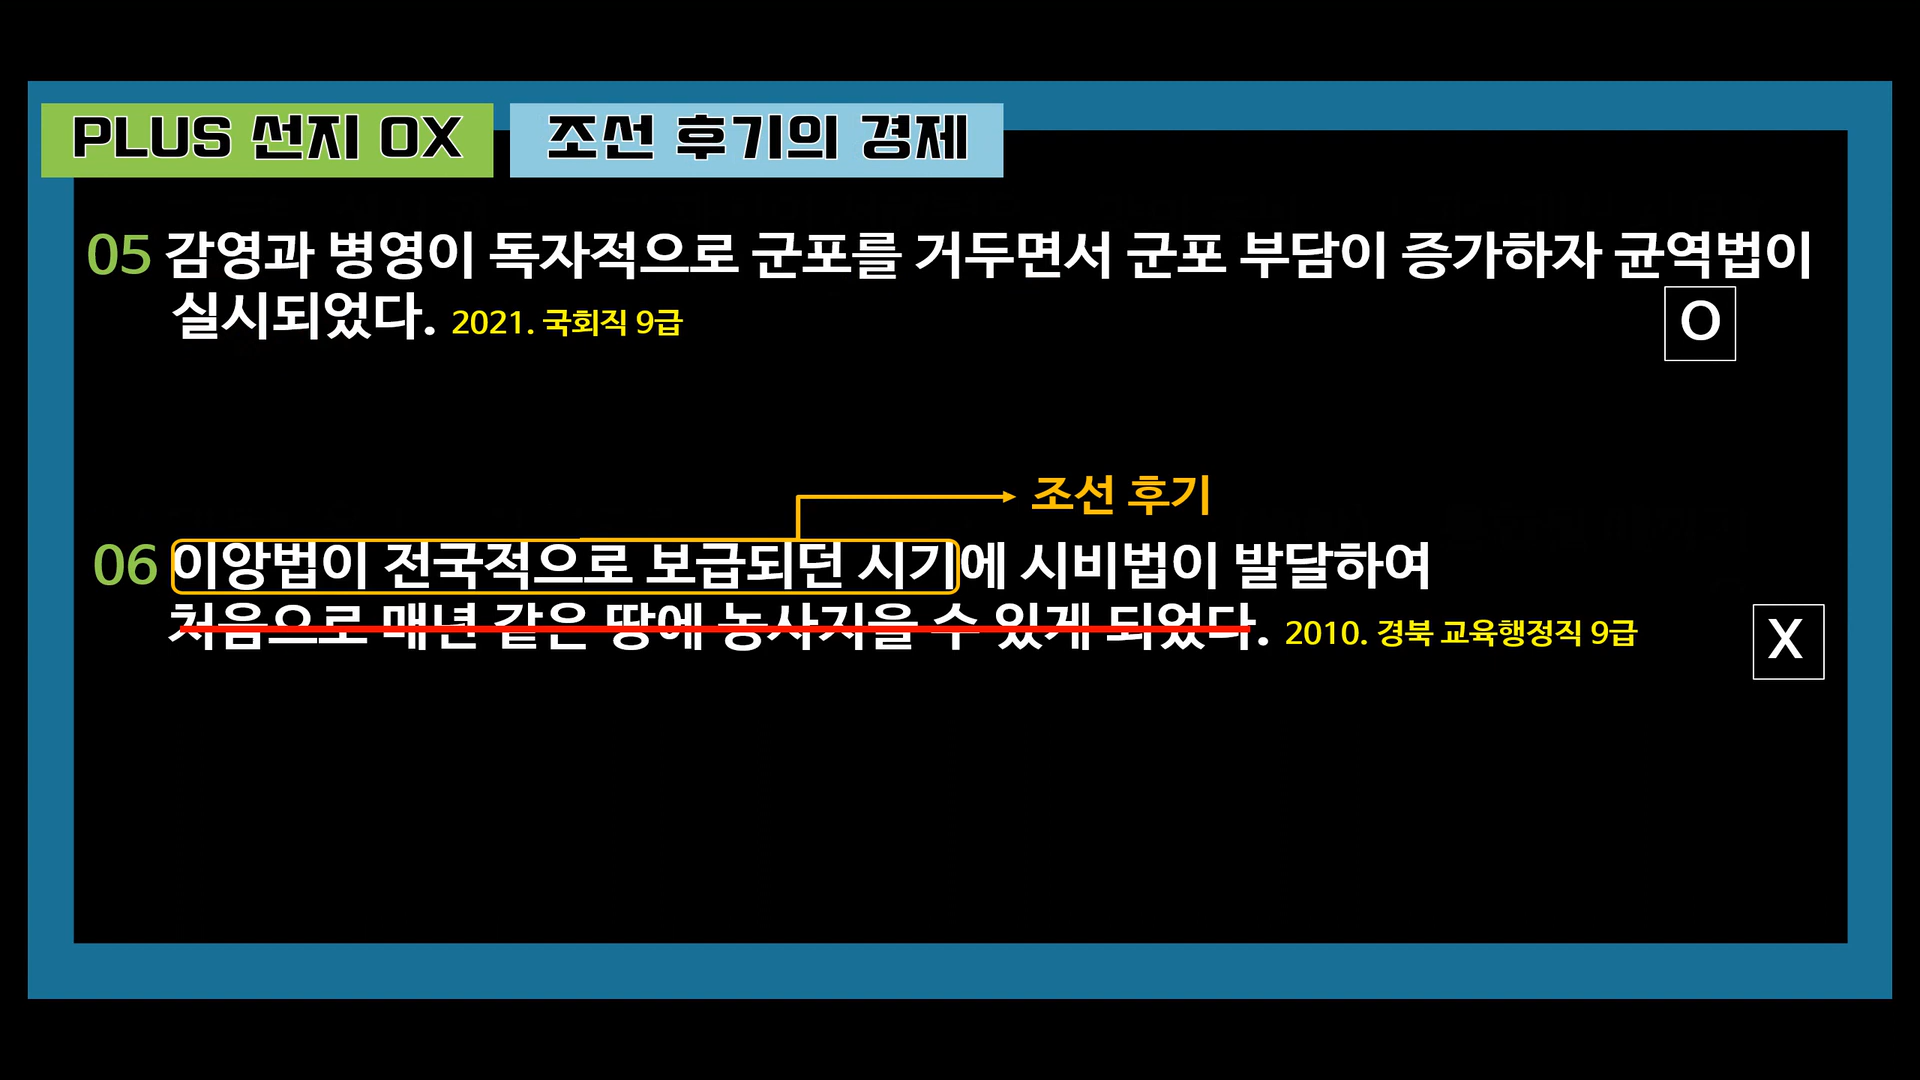 PLUS 선지 OX 조선 후기의 경제
05 감영과 병영이 독자적으로 군포를 거두면서 군포 부담이 증가하자 균역법이
실시되었다. 2021. 국회직 9급
O
조선 후기
06 이앙법이 전국적으로 보급되던 시기에 시비법이 발달하여
처음으로 매년 같은 땅에 농사지을 수 있게 되었다. 2010. 경북 교육행정직 9급
X